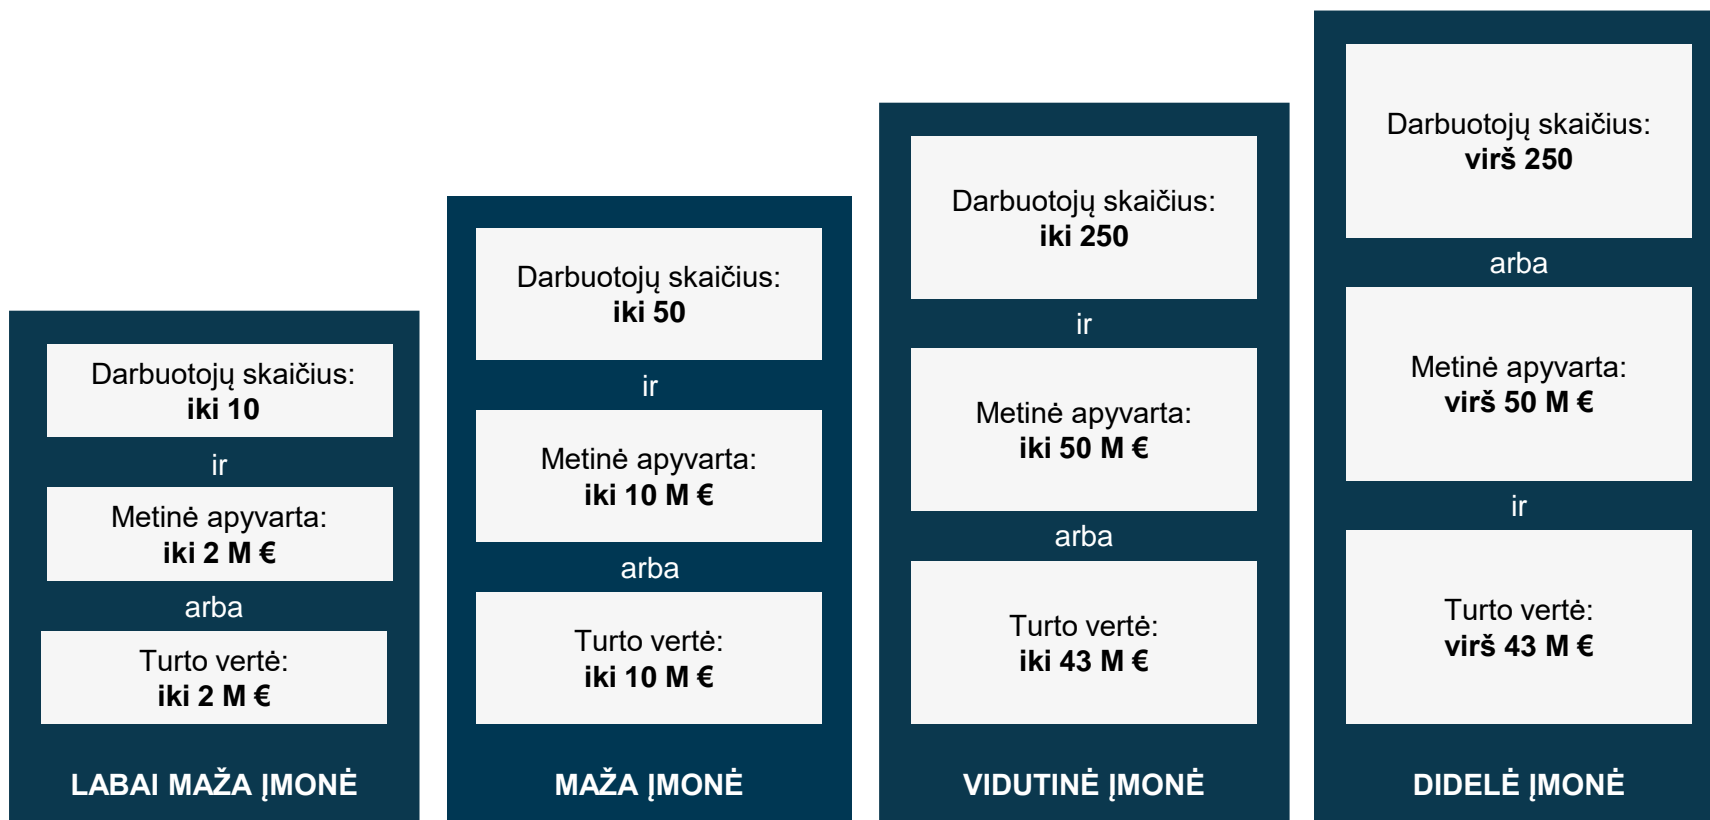 Darbuotojų skaičius:
iki 10
ir
Metinė apyvarta:
iki 2 M €
arba
Turto vertė:
iki 2 M €
LABAI MAŽA ĮMONĖ
Darbuotojų skaičius:
iki 50
ir
Metinė apyvarta:
iki 10 M €
arba
Turto vertė:
iki 10 M €
MAŽA ĮMONĖ
Darbuotojų skaičius:
iki 250
ir
Metinė apyvarta:
iki 50 M €
arba
Turto vertė:
iki 43 M €
VIDUTINĖ ĮMONĖ
Darbuotojų skaičius:
virš 250
arba
Metinė apyvarta:
virš 50 M €
ir
Turto vertė:
virš 43 M €
DIDELĖ ĮMONĖ